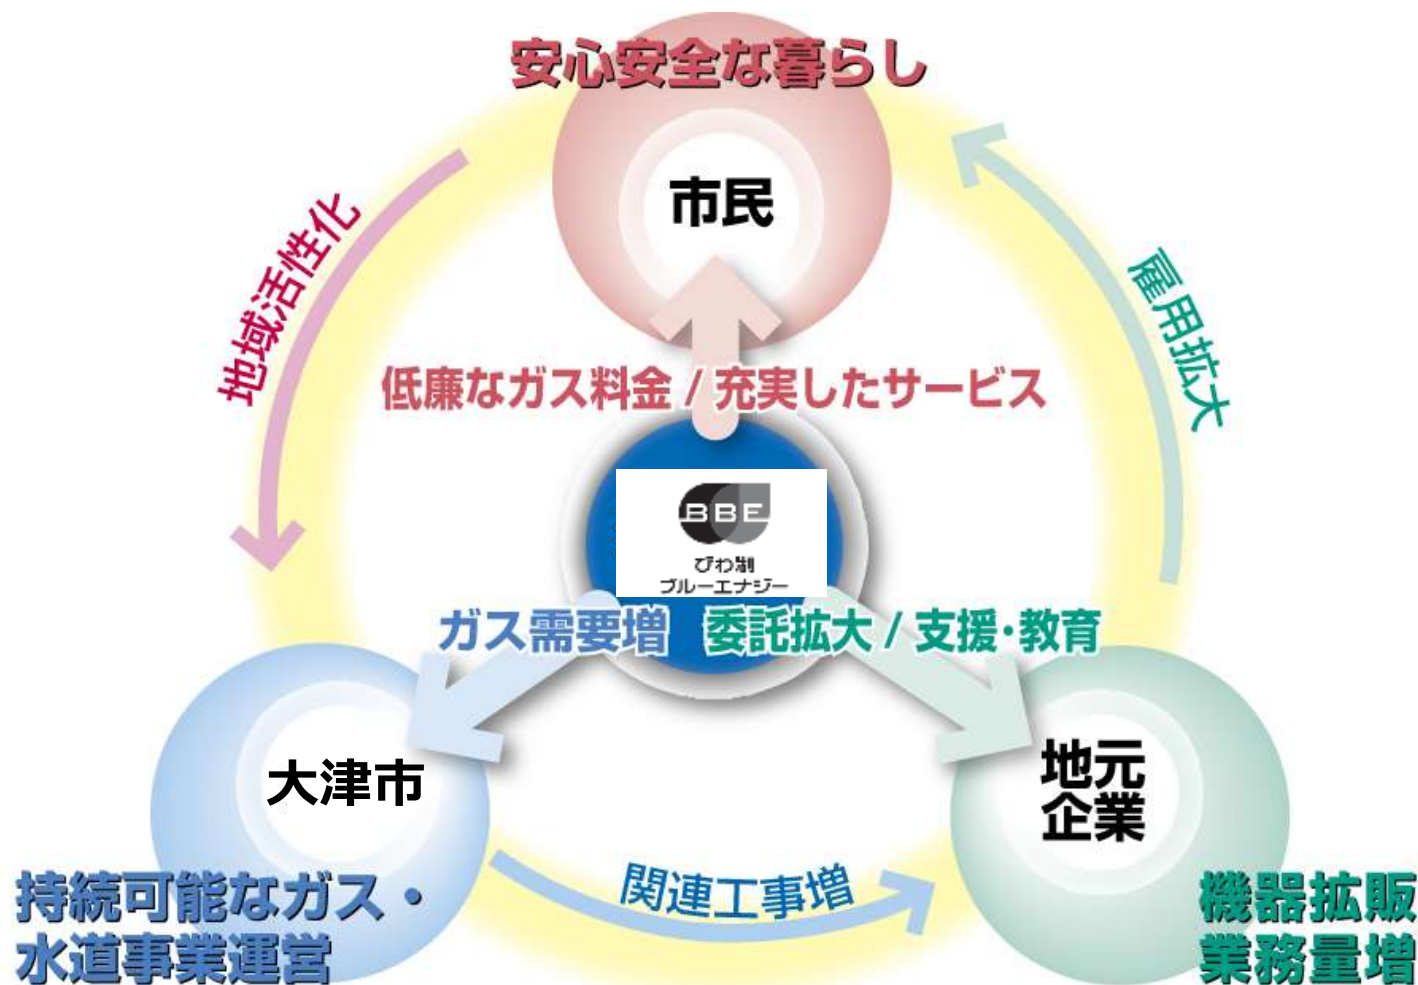 安心安全な暮らし
市民
地域活性化
雇用拡大
低廉なガス料金 / 充実したサービス
BBE
びわ湖
ブルーエナジー
ガス需要増
委託拡大 / 支援・教育
大津市
地元
企業
関連工事増
持続可能なガス・
水道事業運営
機器拡販
業務量増